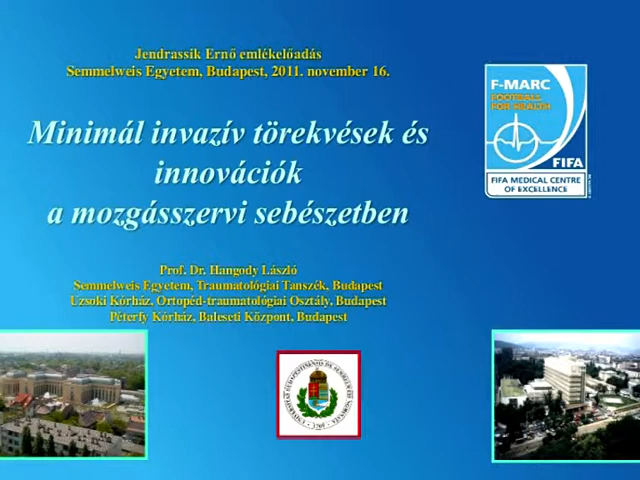 Jendrassik Ernő emlékelőadás
Semmelweis Egyetem, Budapest, 2011. november 16.
Minimál invazív törekvések és
innovációk
a mozgásszervi sebészetben
Prof. Dr. Hangody László
Semmelweis Egyetem, Traumatológiai Tanszék, Budapest
Uzsoki Kórház, Ortopéd-traumatológiai Osztály, Budapest
Péterfy Kórház, Baleseti Központ, Budapest
F-MARC
FOOTBALL
FOR HEALTH
FIFA
FIFA MEDICAL CENTRE
OF EXCELLENCE